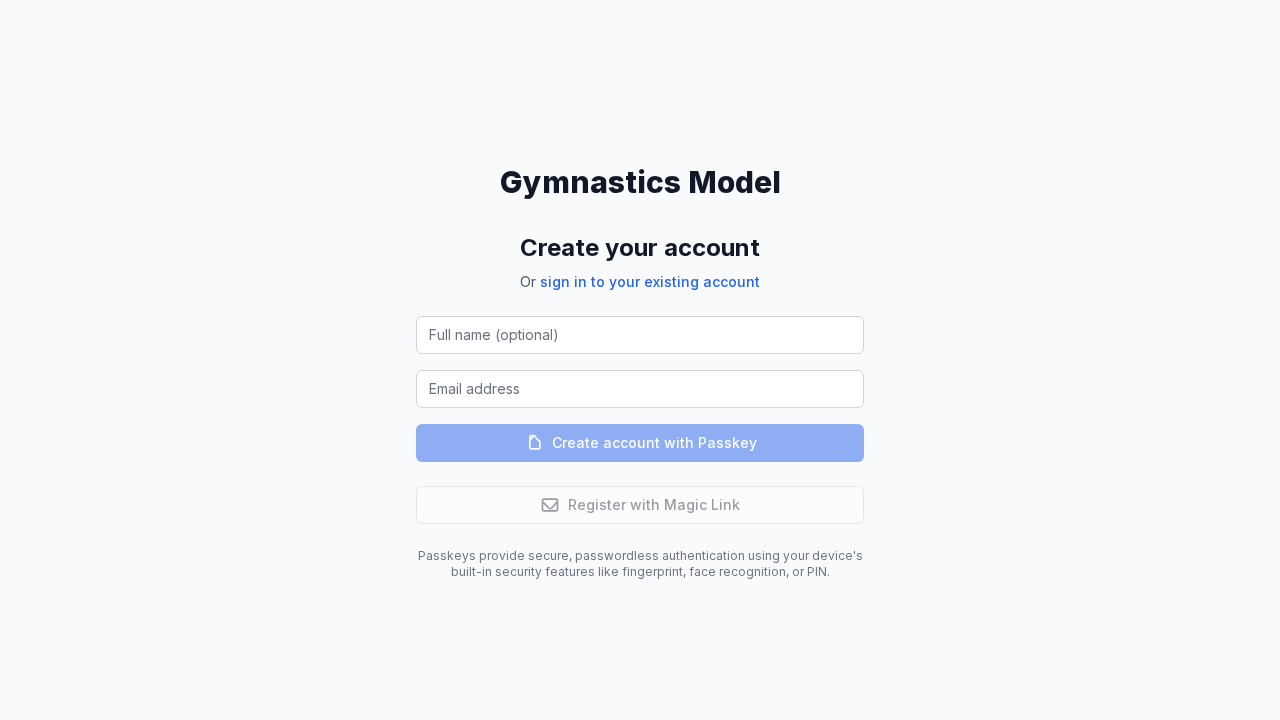 Gymnastics Model
Create your account
Or sign in to your existing account
Full name (optional)
Email address
Create account with Passkey
Register with Magic Link
Passkeys provide secure, passwordless authentication using your device's
built-in security features like fingerprint, face recognition, or PIN.